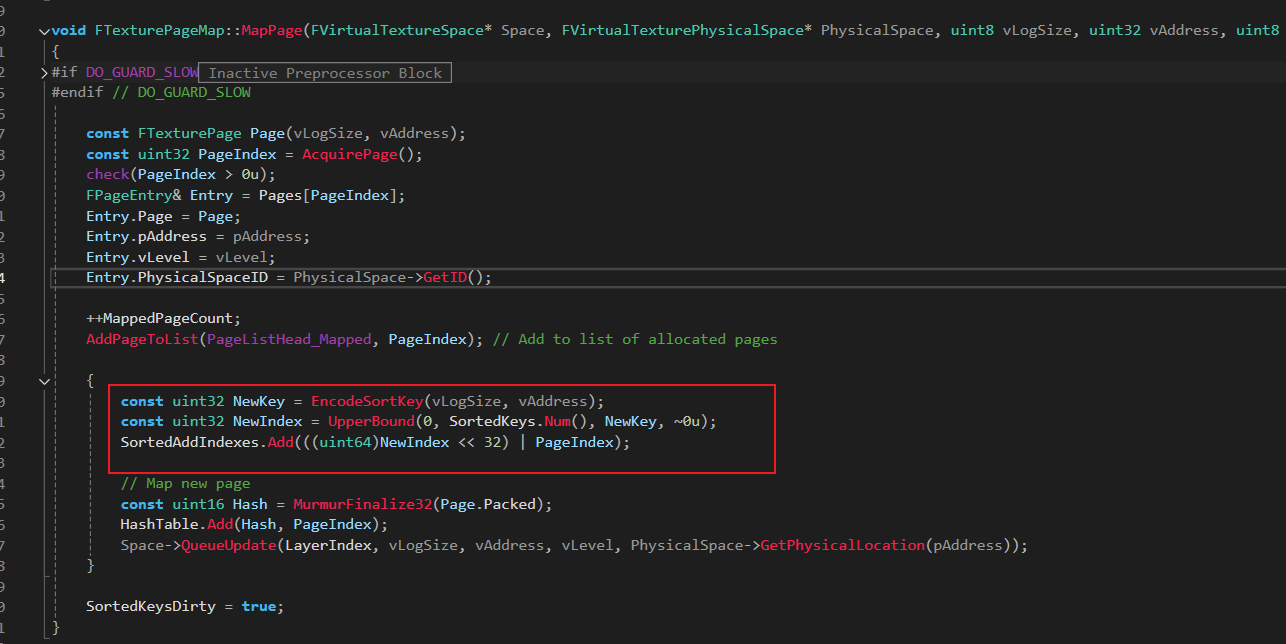 void FTexturePageMap::MapPage(FVirtualTextureSpace* Space, FVirtualTexturePhysicalSpace* PhysicalSpace, uint8 vLogSize, uint32 vAddress, uint8
{
#if DO_GUARD_SLOW Inactive Preprocessor Block
#endif // DO_GUARD_SLOW
const FTexturePage Page(vLogSize, vAddress);
const uint32 PageIndex = AcquirePage();
check(PageIndex > 0u);
FPageEntry& Entry = Pages[PageIndex];
Entry.Page = Page;
Entry.pAddress = pAddress;
Entry.vLevel = vLevel;
Entry.PhysicalSpaceID = PhysicalSpace->GetID();
++MappedPageCount;
AddPageToList(PageListHead_Mapped, PageIndex); // Add to list of allocated pages
{
const uint32 NewKey = EncodeSortKey(vLogSize, vAddress);
const uint32 NewIndex = UpperBound(0, SortedKeys.Num(), NewKey, ~0u);
SortedAddIndexes.Add(((uint64)NewIndex << 32) | PageIndex);
// Map new page
const uint16 Hash = MurmurFinalize32(Page.Packed);
HashTable.Add(Hash, PageIndex);
Space->QueueUpdate(LayerIndex, vLogSize, vAddress, vLevel, PhysicalSpace->GetPhysicalLocation(pAddress));
}
SortedKeysDirty = true;
}